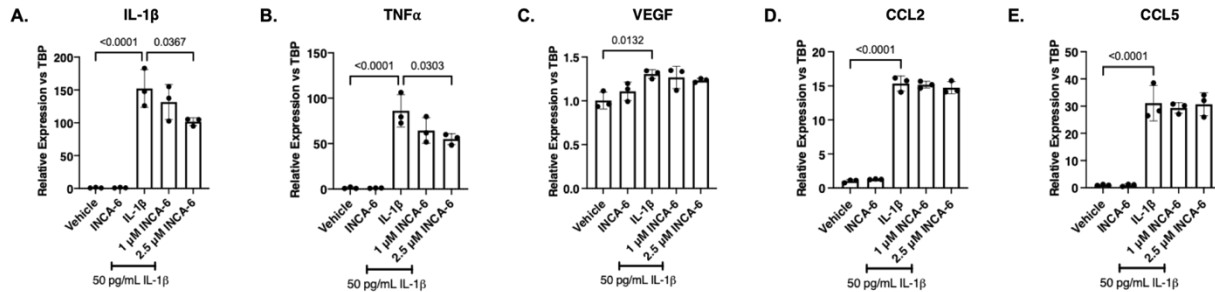 A.
IL-1β
Relative Expression vs TBP
<0.0001
0.0367
200
150
100
50
0
Vehicle
INCA-6
IL-1β
1 µM INCA-6
2.5 µM INCA-6
50 pg/mL IL-1β
B.
TNFα
Relative Expression vs TBP
<0.0001
0.0303
150
100
50
0
Vehicle
INCA-6
IL-1β
1 µM INCA-6
2.5 µM INCA-6
50 pg/mL IL-1β
C.
VEGF
Relative Expression vs TBP
0.0132
1.5
1.0
0.5
0.0
Vehicle
INCA-6
IL-1β
1 µM INCA-6
2.5 µM INCA-6
50 pg/mL IL-1β
D.
CCL2
Relative Expression vs TBP
<0.0001
20
15
10
5
0
Vehicle
INCA-6
IL-1β
1 µM INCA-6
2.5 µM INCA-6
50 pg/mL IL-1β
E.
CCL5
Relative Expression vs TBP
<0.0001
50
40
30
20
10
0
Vehicle
INCA-6
IL-1β
1 µM INCA-6
2.5 µM INCA-6
50 pg/mL IL-1β